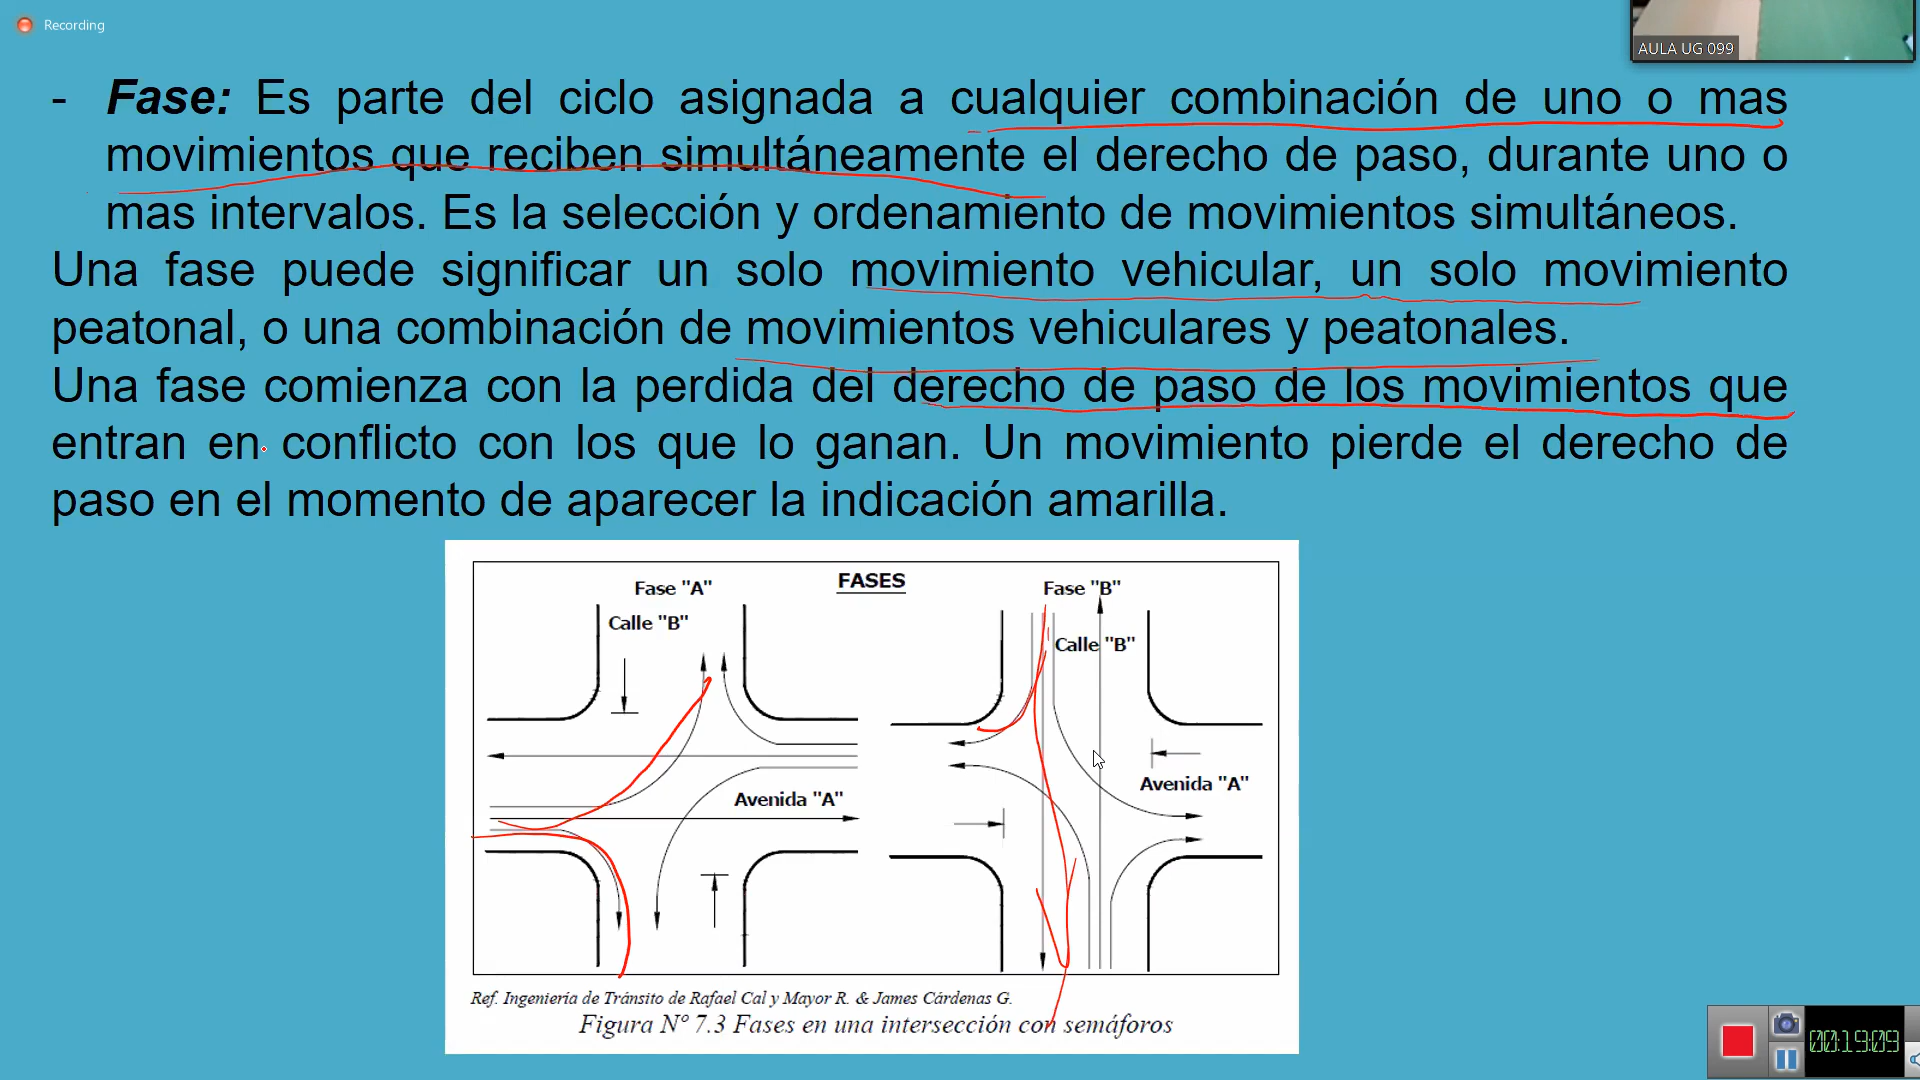 Recording
AULA UG 099
- Fase: Es parte del ciclo asignada a cualquier combinación de uno o mas
movimientos que reciben simultáneamente el derecho de paso, durante uno o
mas intervalos. Es la selección y ordenamiento de movimientos simultáneos.
Una fase puede significar un solo movimiento vehicular, un solo movimiento
peatonal, o una combinación de movimientos vehiculares y peatonales.
Una fase comienza con la perdida del derecho de paso de los movimientos que
entran en conflicto con los que lo ganan. Un movimiento pierde el derecho de
paso en el momento de aparecer la indicación amarilla.
FASES
Fase "A"
Calle "B"
Avenida "A"
Fase "B"
Calle "B"
Avenida "A"
Ref. Ingeniería de Tránsito de Rafael Cal y Mayor R. & James Cárdenas G.
Figura Nº 7.3 Fases en una intersección con semáforos
00:19:09